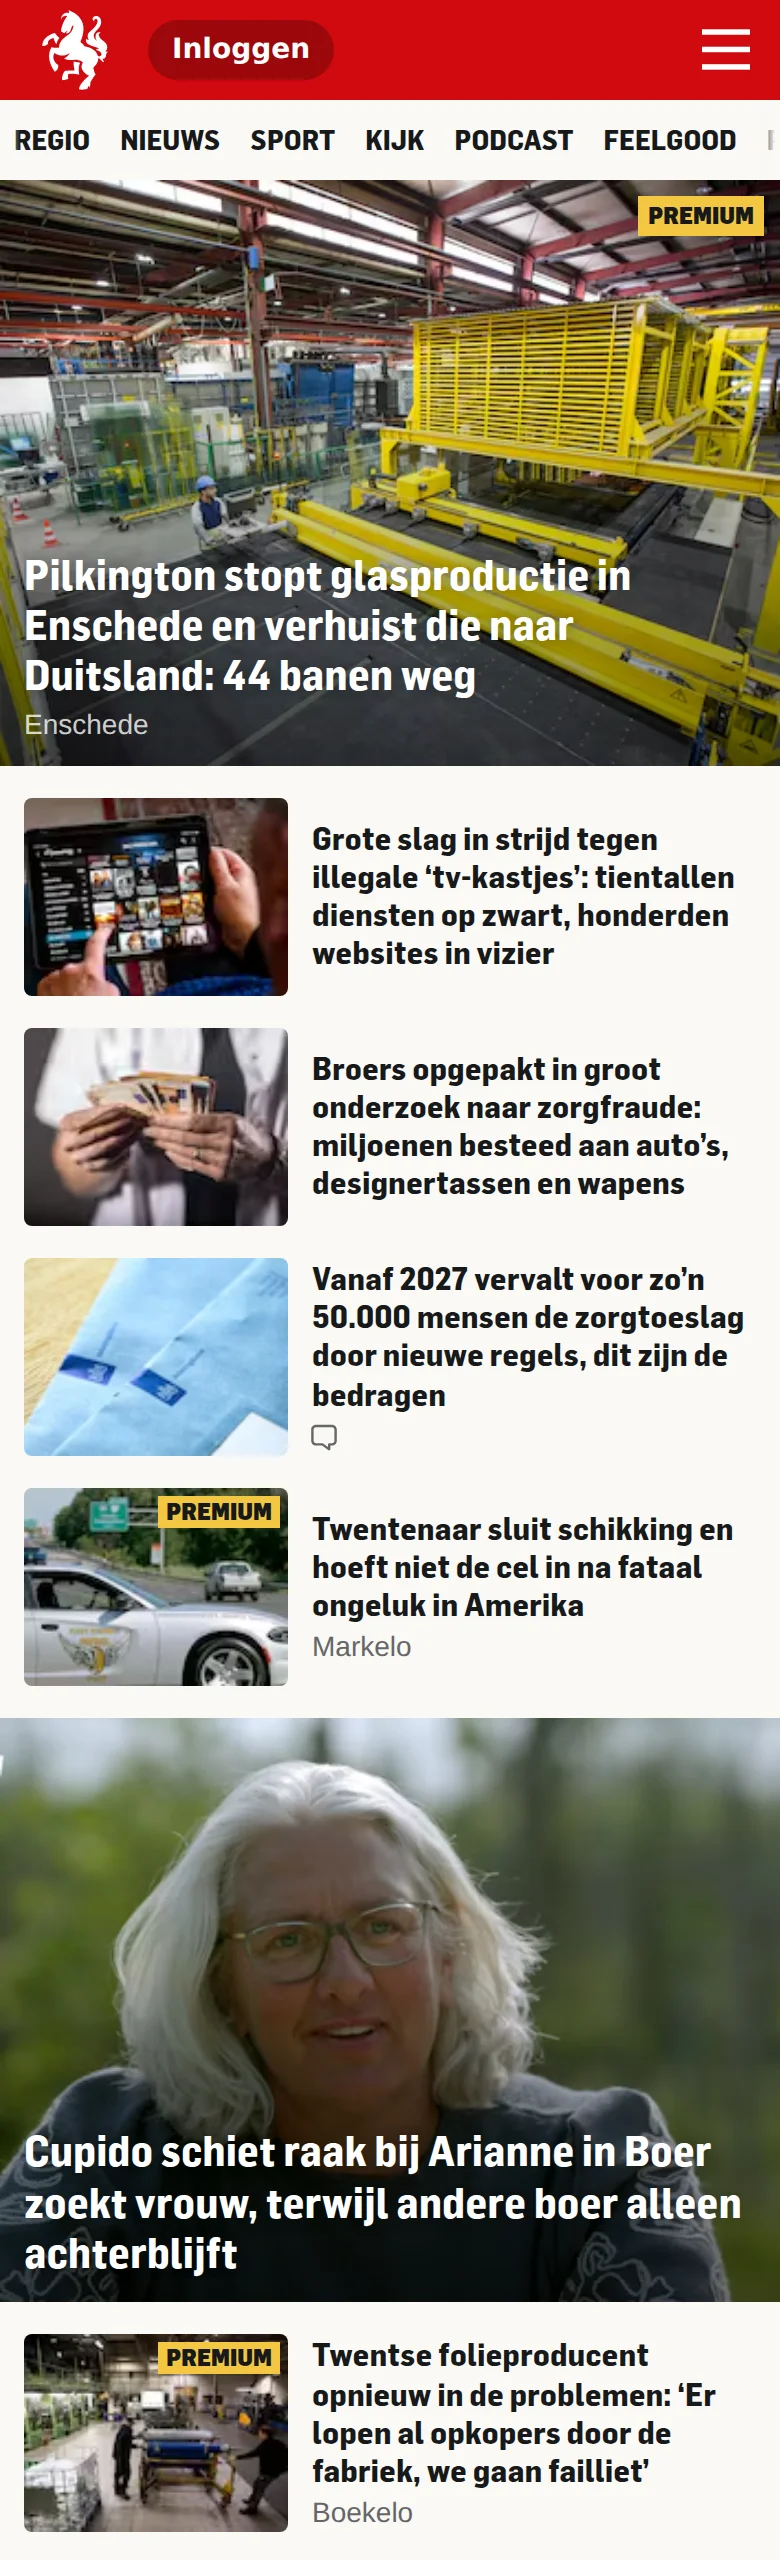 Inloggen
REGIO NIEUWS SPORT KIJK PODCAST FEELGOOD
PREMIUM
Pilkington stopt glasproductie in
Enschede en verhuist die naar
Duitsland: 44 banen weg
Enschede
Grote slag in strijd tegen
illegale ‘tv-kastjes’: tientallen
diensten op zwart, honderden
websites in vizier
Broers opgepakt in groot
onderzoek naar zorgfraude:
miljoenen besteed aan auto’s,
designertassen en wapens
Vanaf 2027 vervalt voor zo’n
50.000 mensen de zorgtoeslag
door nieuwe regels, dit zijn de
bedragen
PREMIUM
Twentenaar sluit schikking en
hoeft niet de cel in na fataal
ongeluk in Amerika
Markelo
Cupido schiet raak bij Arianne in Boer
zoekt vrouw, terwijl andere boer alleen
achterblijft
PREMIUM
Twentse folieproducent
opnieuw in de problemen: ‘Er
lopen al opkopers door de
fabriek, we gaan failliet’
Boekelo